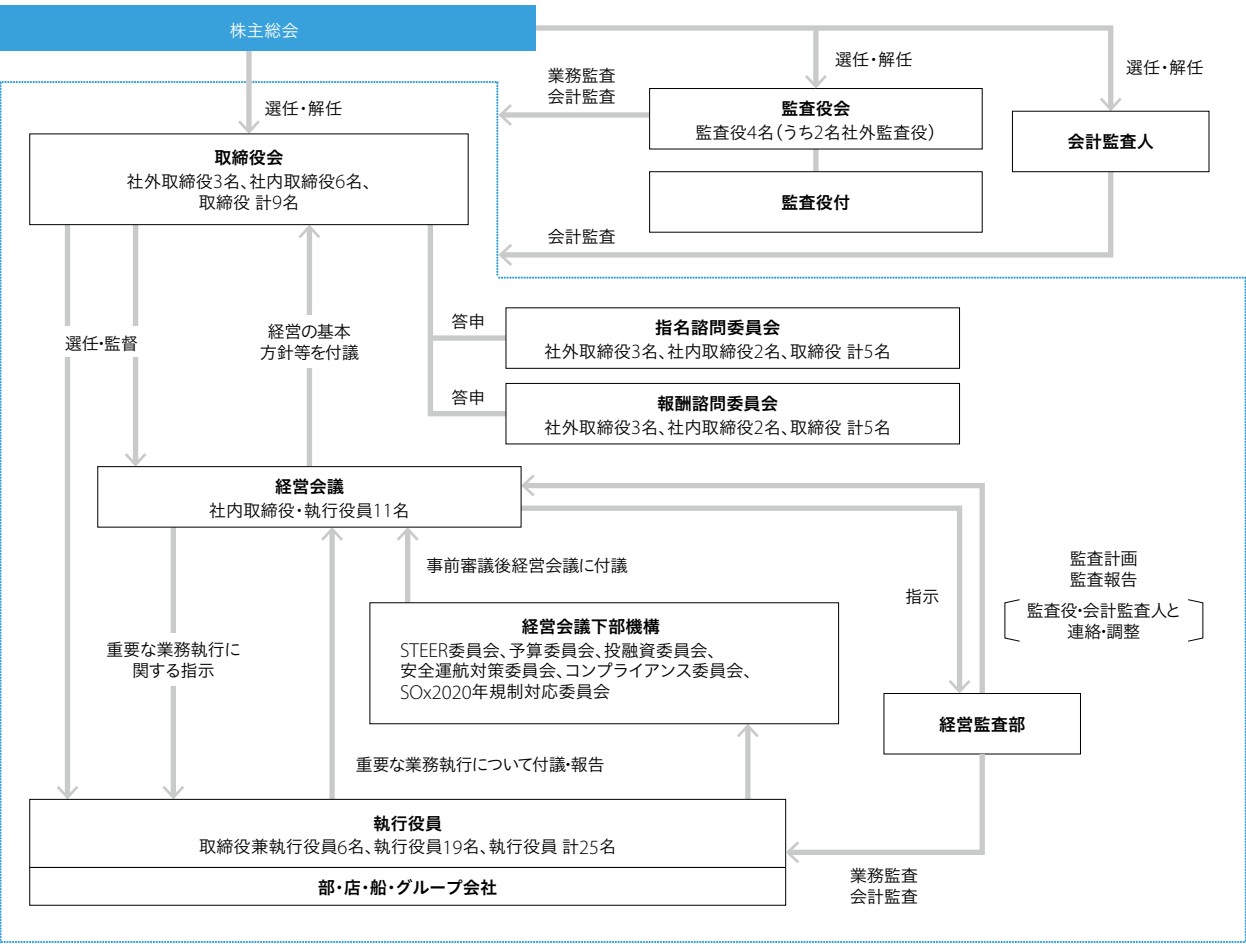 株主総会
選任・解任
選任・解任
選任・解任
業務監査
会計監査
監査役会
監査役4名(うち2名社外監査役)
会計監査人
取締役会
社外取締役3名、社内取締役6名、
取締役 計9名
監査役付
会計監査
選任・監督
経営の基本
方針等を付議
答申
指名諮問委員会
社外取締役3名、社内取締役2名、取締役 計5名
答申
報酬諮問委員会
社外取締役3名、社内取締役2名、取締役 計5名
経営会議
社内取締役・執行役員11名
事前審議後経営会議に付議
指示
監査計画
監査報告
監査役・会計監査人と
連絡・調整
重要な業務執行に
関する指示
経営会議下部機構
STEER委員会、予算委員会、投融資委員会、
安全運航対策委員会、コンプライアンス委員会、
SOx2020年規制対応委員会
経営監査部
重要な業務執行について付議・報告
執行役員
取締役兼執行役員6名、執行役員19名、執行役員 計25名
部・店・船・グループ会社
業務監査
会計監査